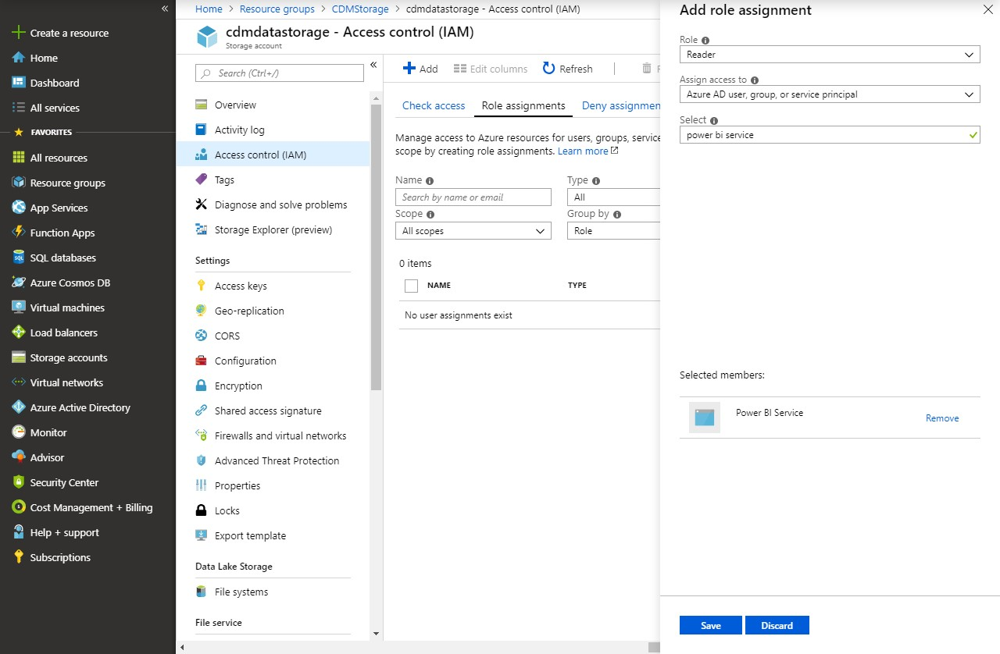 Create a resource
Home
Dashboard
All services
FAVORITES
All resources
Resource groups
App Services
Function Apps
SQL databases
Azure Cosmos DB
Virtual machines
Load balancers
Storage accounts
Virtual networks
Azure Active Directory
Monitor
Advisor
Security Center
Cost Management + Billing
Help + support
Subscriptions
Home > Resource groups > CDMStorage > cdmdatastorage - Access control (IAM)
cdmdatastorage - Access control (IAM)
Storage account
Search (Ctrl+/)
Overview
Activity log
Access control (IAM)
Tags
Diagnose and solve problems
Storage Explorer (preview)
Settings
Access keys
Geo-replication
CORS
Configuration
Encryption
Shared access signature
Firewalls and virtual networks
Advanced Threat Protection
Properties
Locks
Export template
Data Lake Storage
File systems
File service
Add Edit columns Refresh
Check access Role assignments Deny assignmen
Manage access to Azure resources for users, groups, service
scope by creating role assignments. Learn more
Name Type
Search by name or email All
Scope Group by
All scopes Role
0 items
NAME TYPE
No user assignments exist
Add role assignment
Role
Reader
Assign access to
Azure AD user, group, or service principal
Select
power bi service
Selected members:
Power BI Service
Remove
Save Discard